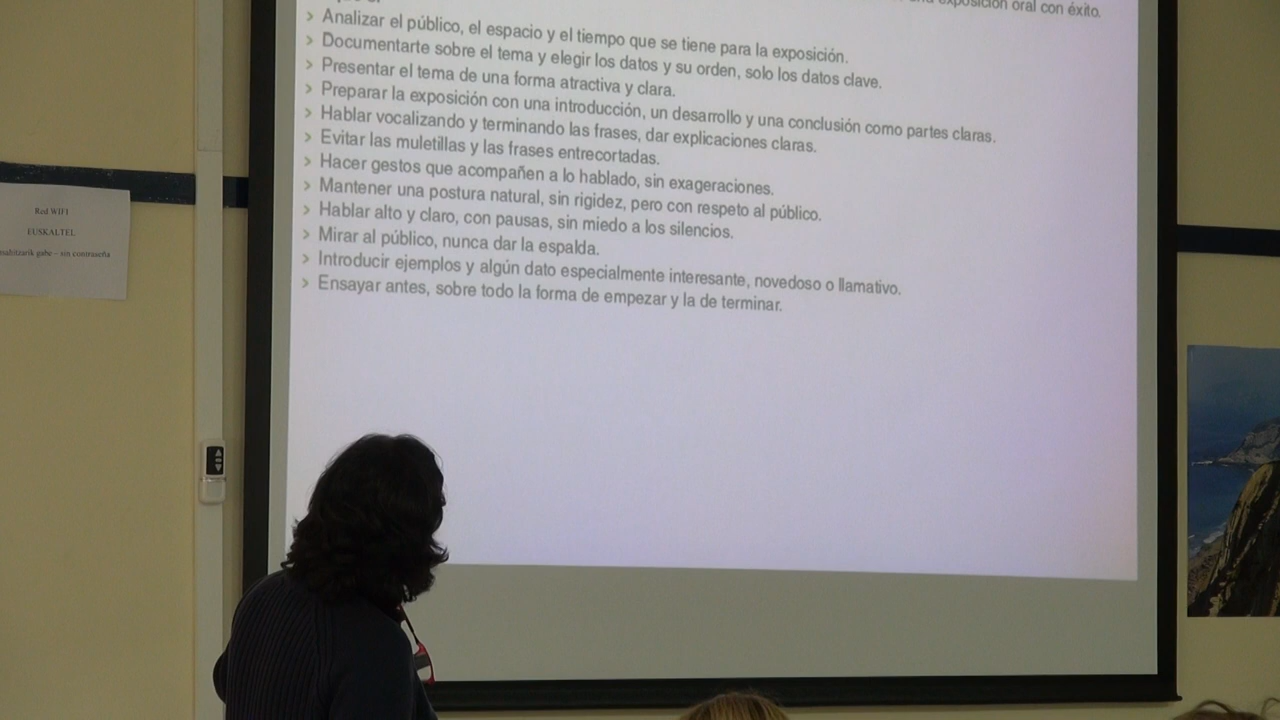 exposición oral con éxito.
> Analizar el público, el espacio y el tiempo que se tiene para la exposición.
> Documentarte sobre el tema y elegir los datos y su orden, solo los datos clave.
> Presentar el tema de una forma atractiva y clara.
> Preparar la exposición con una introducción, un desarrollo y una conclusión como partes claras.
> Hablar vocalizando y terminando las frases, dar explicaciones claras.
> Evitar las muletillas y las frases entrecortadas.
> Hacer gestos que acompañen a lo hablado, sin exageraciones.
> Mantener una postura natural, sin rigidez, pero con respeto al público.
> Hablar alto y claro, con pausas, sin miedo a los silencios.
> Mirar al público, nunca dar la espalda.
> Introducir ejemplos y algún dato especialmente interesante, novedoso o llamativo.
> Ensayar antes, sobre todo la forma de empezar y la de terminar.
Red WIFI
EUSKALTEL
gabe – sin contraseña